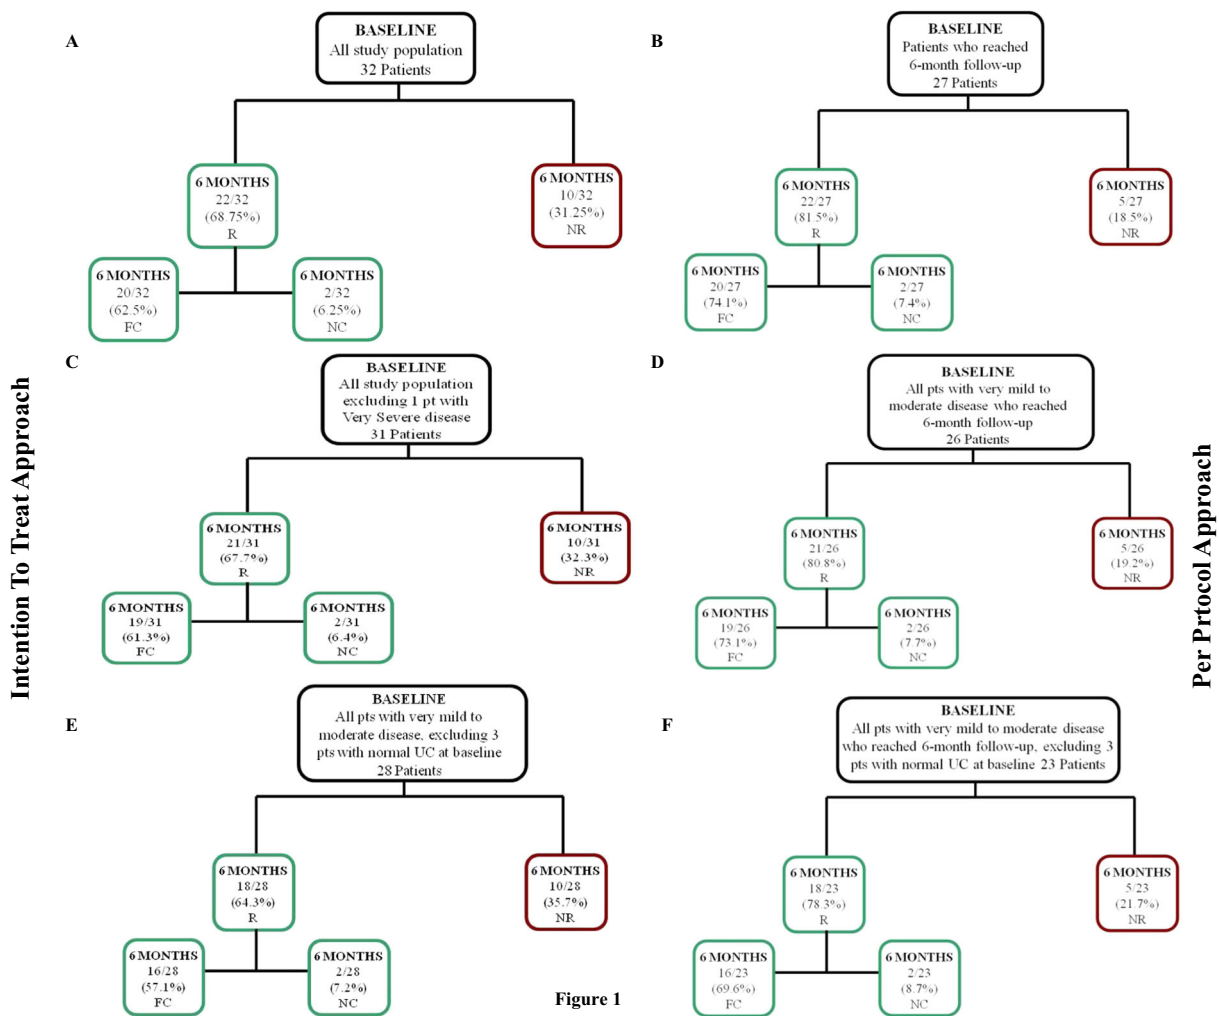 A
BASELINE
All study population
32 Patients
6 MONTHS
22/32
(68.75%)
R
6 MONTHS
10/32
(31.25%)
NR
6 MONTHS
20/32
(62.5%)
FC
6 MONTHS
2/32
(6.25%)
NC
B
BASELINE
Patients who reached
6-month follow-up
27 Patients
6 MONTHS
22/27
(81.5%)
R
6 MONTHS
5/27
(18.5%)
NR
6 MONTHS
20/27
(74.1%)
FC
6 MONTHS
2/27
(7.4%)
NC
C
BASELINE
All study population
excluding 1 pt with
Very Severe disease
31 Patients
6 MONTHS
21/31
(67.7%)
R
6 MONTHS
10/31
(32.3%)
NR
6 MONTHS
19/31
(61.3%)
FC
6 MONTHS
2/31
(6.4%)
NC
D
BASELINE
All pts with very mild to
moderate disease who reached
6-month follow-up
26 Patients
6 MONTHS
21/26
(80.8%)
R
6 MONTHS
5/26
(19.2%)
NR
6 MONTHS
19/26
(73.1%)
FC
6 MONTHS
2/26
(7.7%)
NC
E
BASELINE
All pts with very mild to
moderate disease, excluding 3
pts with normal UC at baseline
28 Patients
6 MONTHS
18/28
(64.3%)
R
6 MONTHS
10/28
(35.7%)
NR
6 MONTHS
16/28
(57.1%)
FC
6 MONTHS
2/28
(7.2%)
NC
F
BASELINE
All pts with very mild to moderate disease
who reached 6-month follow-up, excluding 3
pts with normal UC at baseline 23 Patients
6 MONTHS
18/23
(78.3%)
R
6 MONTHS
5/23
(21.7%)
NR
6 MONTHS
16/23
(69.6%)
FC
6 MONTHS
2/23
(8.7%)
NC
Intention To Treat Approach
Per Prtocol Approach
Figure 1